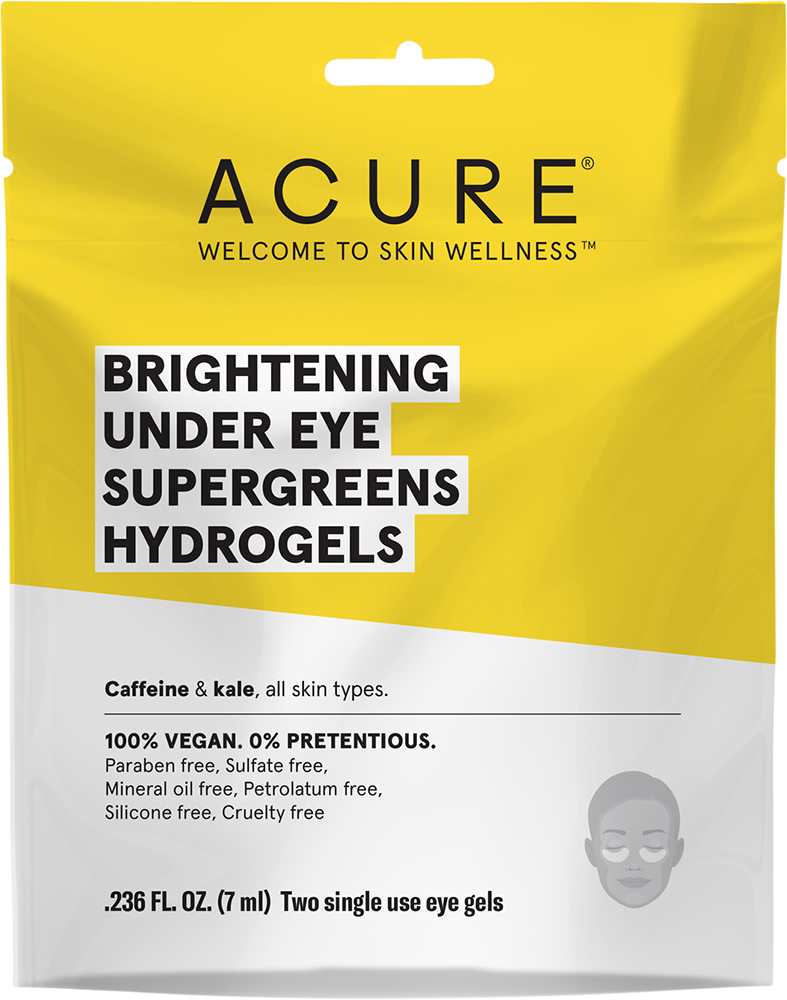 ACURE®
WELCOME TO SKIN WELLNESS™
BRIGHTENING
UNDER EYE
SUPERGREENS
HYDROGELS
Caffeine & kale, all skin types.
100% VEGAN. 0% PRETENTIOUS.
Paraben free, Sulfate free,
Mineral oil free, Petrolatum free,
Silicone free, Cruelty free
.236 FL. OZ. (7 ml) Two single use eye gels